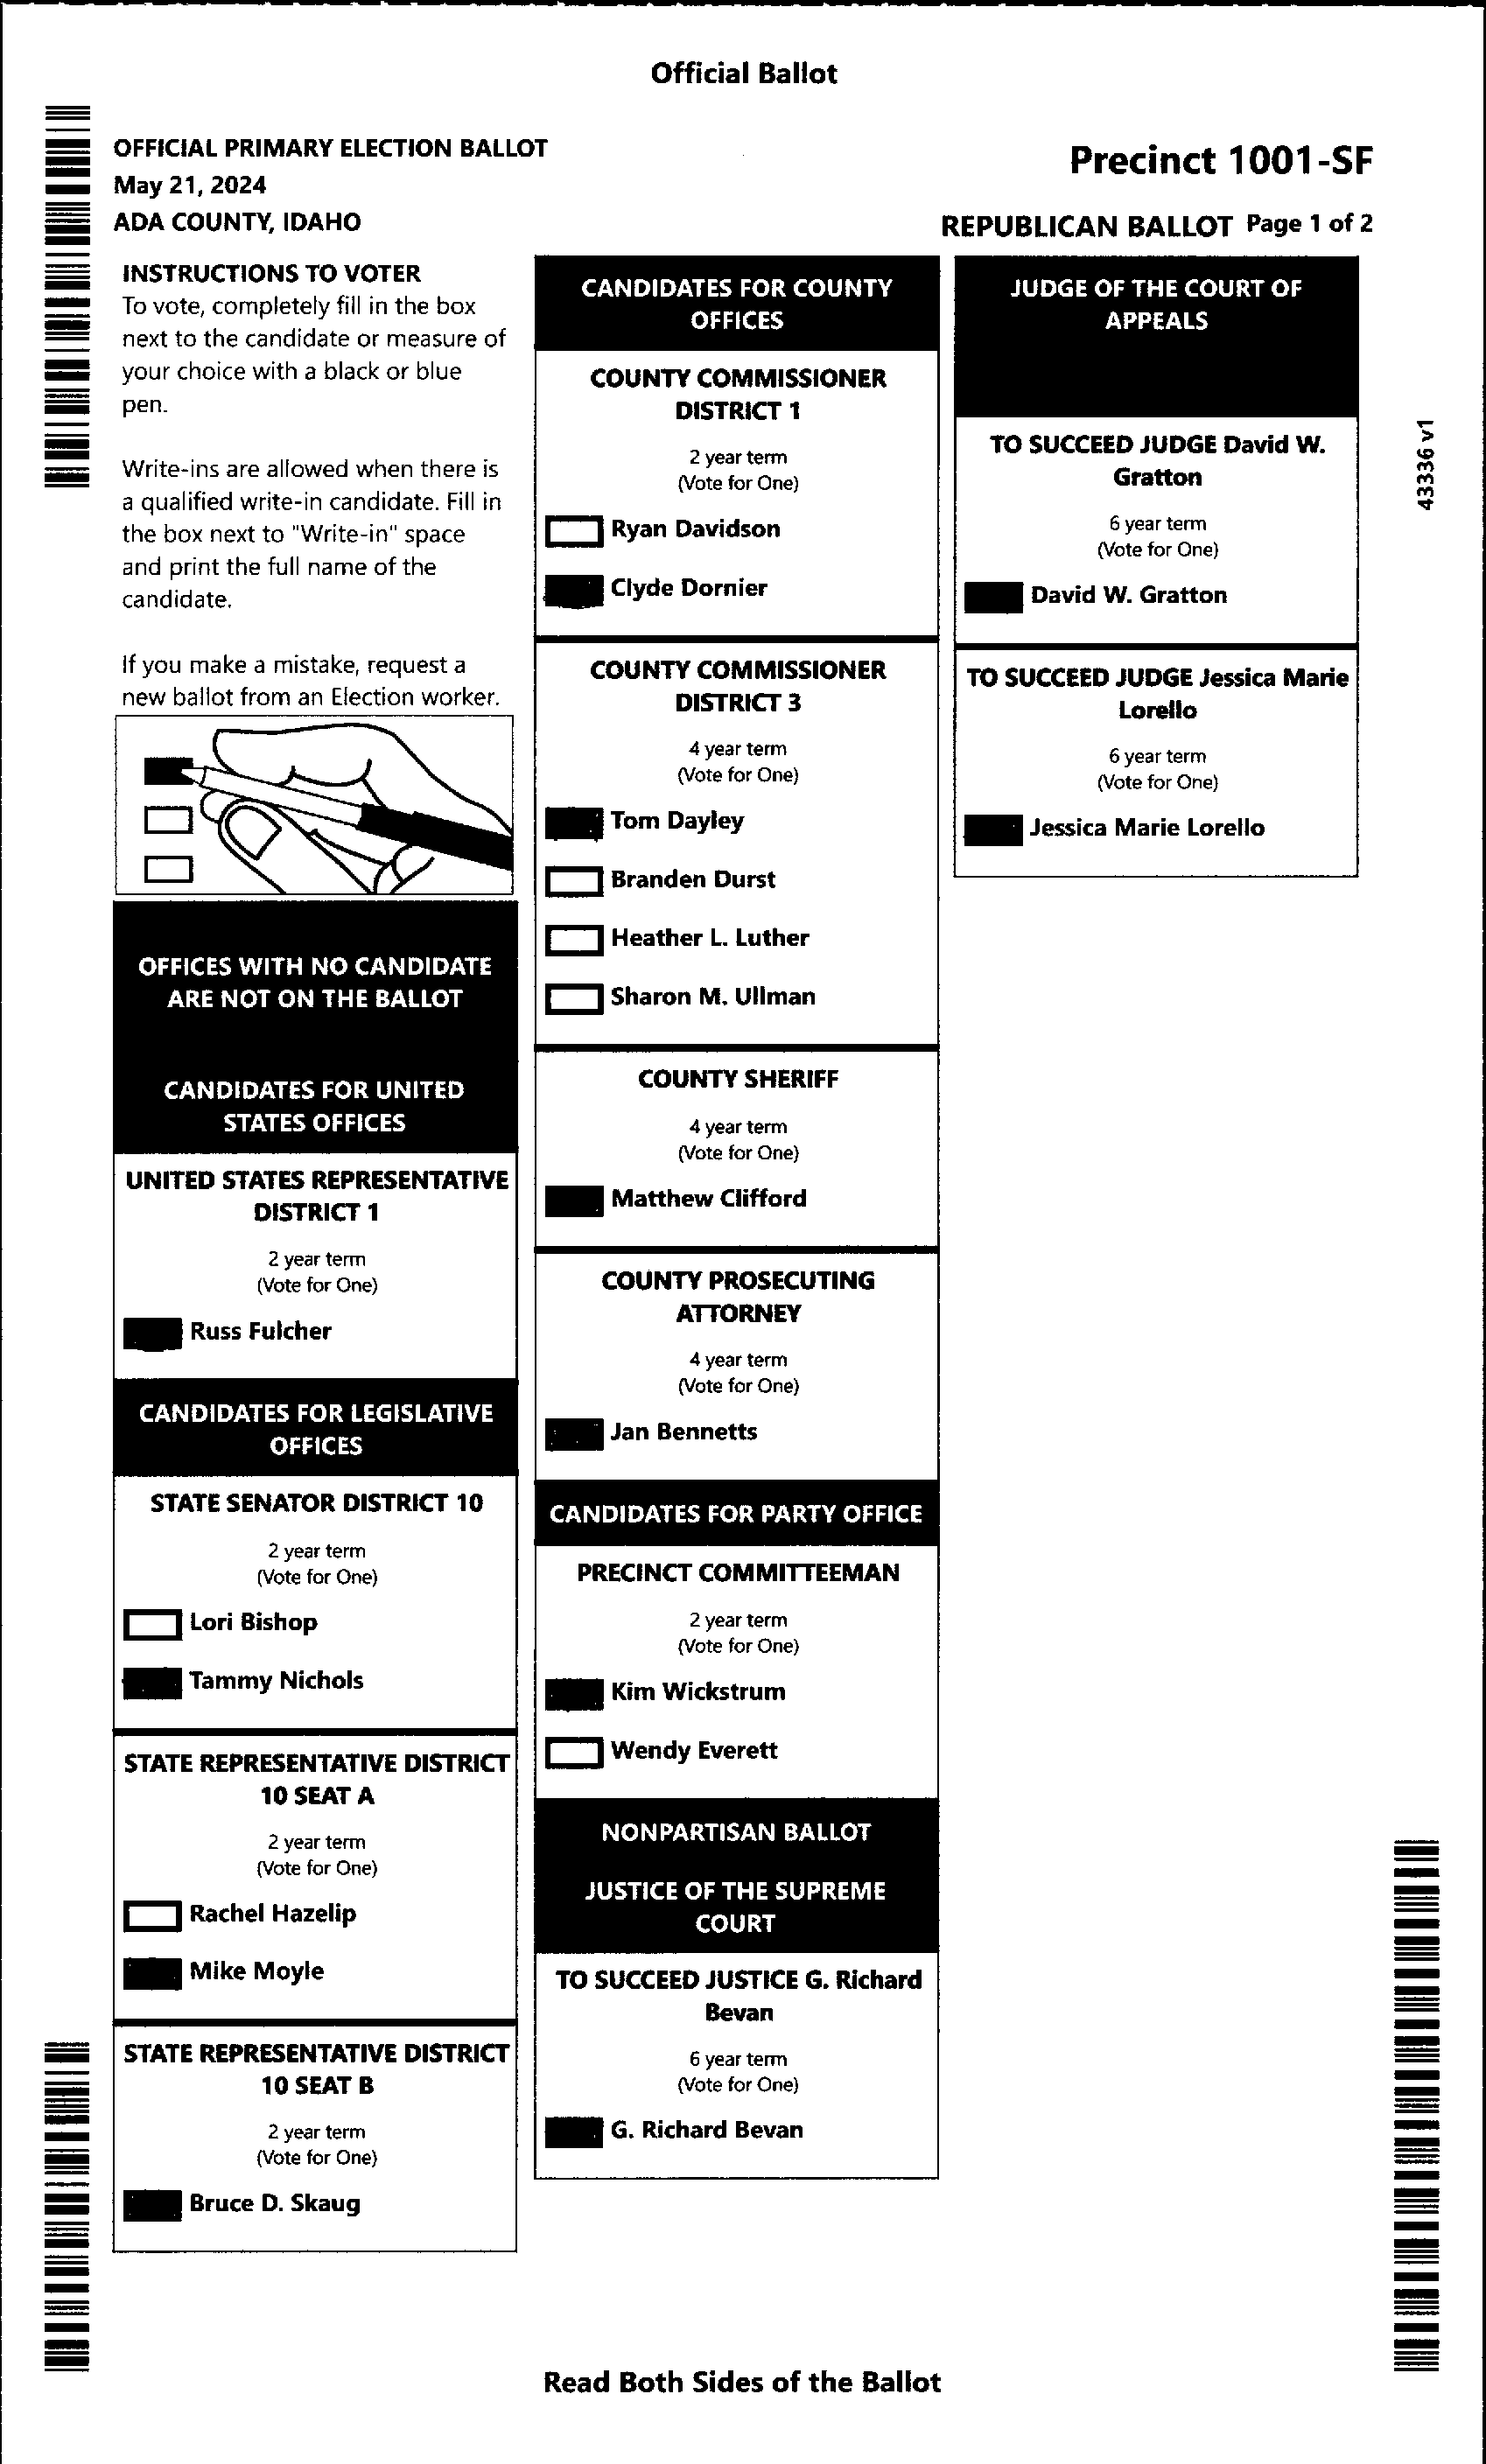 Official Ballot
OFFICIAL PRIMARY ELECTION BALLOT
May 21, 2024
ADA COUNTY, IDAHO
Precinct 1001-SF
REPUBLICAN BALLOT Page 1 of 2
INSTRUCTIONS TO VOTER
To vote, completely fill in the box
next to the candidate or measure of
your choice with a black or blue
pen.
Write-ins are allowed when there is
a qualified write-in candidate. Fill in
the box next to "Write-in" space
and print the full name of the
candidate.
If you make a mistake, request a
new ballot from an Election worker.
OFFICES WITH NO CANDIDATE
ARE NOT ON THE BALLOT
CANDIDATES FOR UNITED
STATES OFFICES
UNITED STATES REPRESENTATIVE
DISTRICT 1
2 year term
(Vote for One)
Russ Fulcher
CANDIDATES FOR LEGISLATIVE
OFFICES
STATE SENATOR DISTRICT 10
2 year term
(Vote for One)
Lori Bishop
Tammy Nichols
STATE REPRESENTATIVE DISTRICT
10 SEAT A
2 year term
(Vote for One)
Rachel Hazelip
Mike Moyle
STATE REPRESENTATIVE DISTRICT
10 SEAT B
2 year term
(Vote for One)
Bruce D. Skaug
CANDIDATES FOR COUNTY
OFFICES
COUNTY COMMISSIONER
DISTRICT 1
2 year term
(Vote for One)
Ryan Davidson
Clyde Dornier
COUNTY COMMISSIONER
DISTRICT 3
4 year term
(Vote for One)
Tom Dayley
Branden Durst
Heather L. Luther
Sharon M. Ullman
COUNTY SHERIFF
4 year term
(Vote for One)
Matthew Clifford
COUNTY PROSECUTING
ATTORNEY
4 year term
(Vote for One)
Jan Bennetts
CANDIDATES FOR PARTY OFFICE
PRECINCT COMMITTEEMAN
2 year term
(Vote for One)
Kim Wickstrum
Wendy Everett
NONPARTISAN BALLOT
JUSTICE OF THE SUPREME
COURT
TO SUCCEED JUSTICE G. Richard
Bevan
6 year term
(Vote for One)
G. Richard Bevan
JUDGE OF THE COURT OF
APPEALS
TO SUCCEED JUDGE David W.
Gratton
6 year term
(Vote for One)
David W. Gratton
TO SUCCEED JUDGE Jessica Marie
Lorello
6 year term
(Vote for One)
Jessica Marie Lorello
43336 v1
Read Both Sides of the Ballot